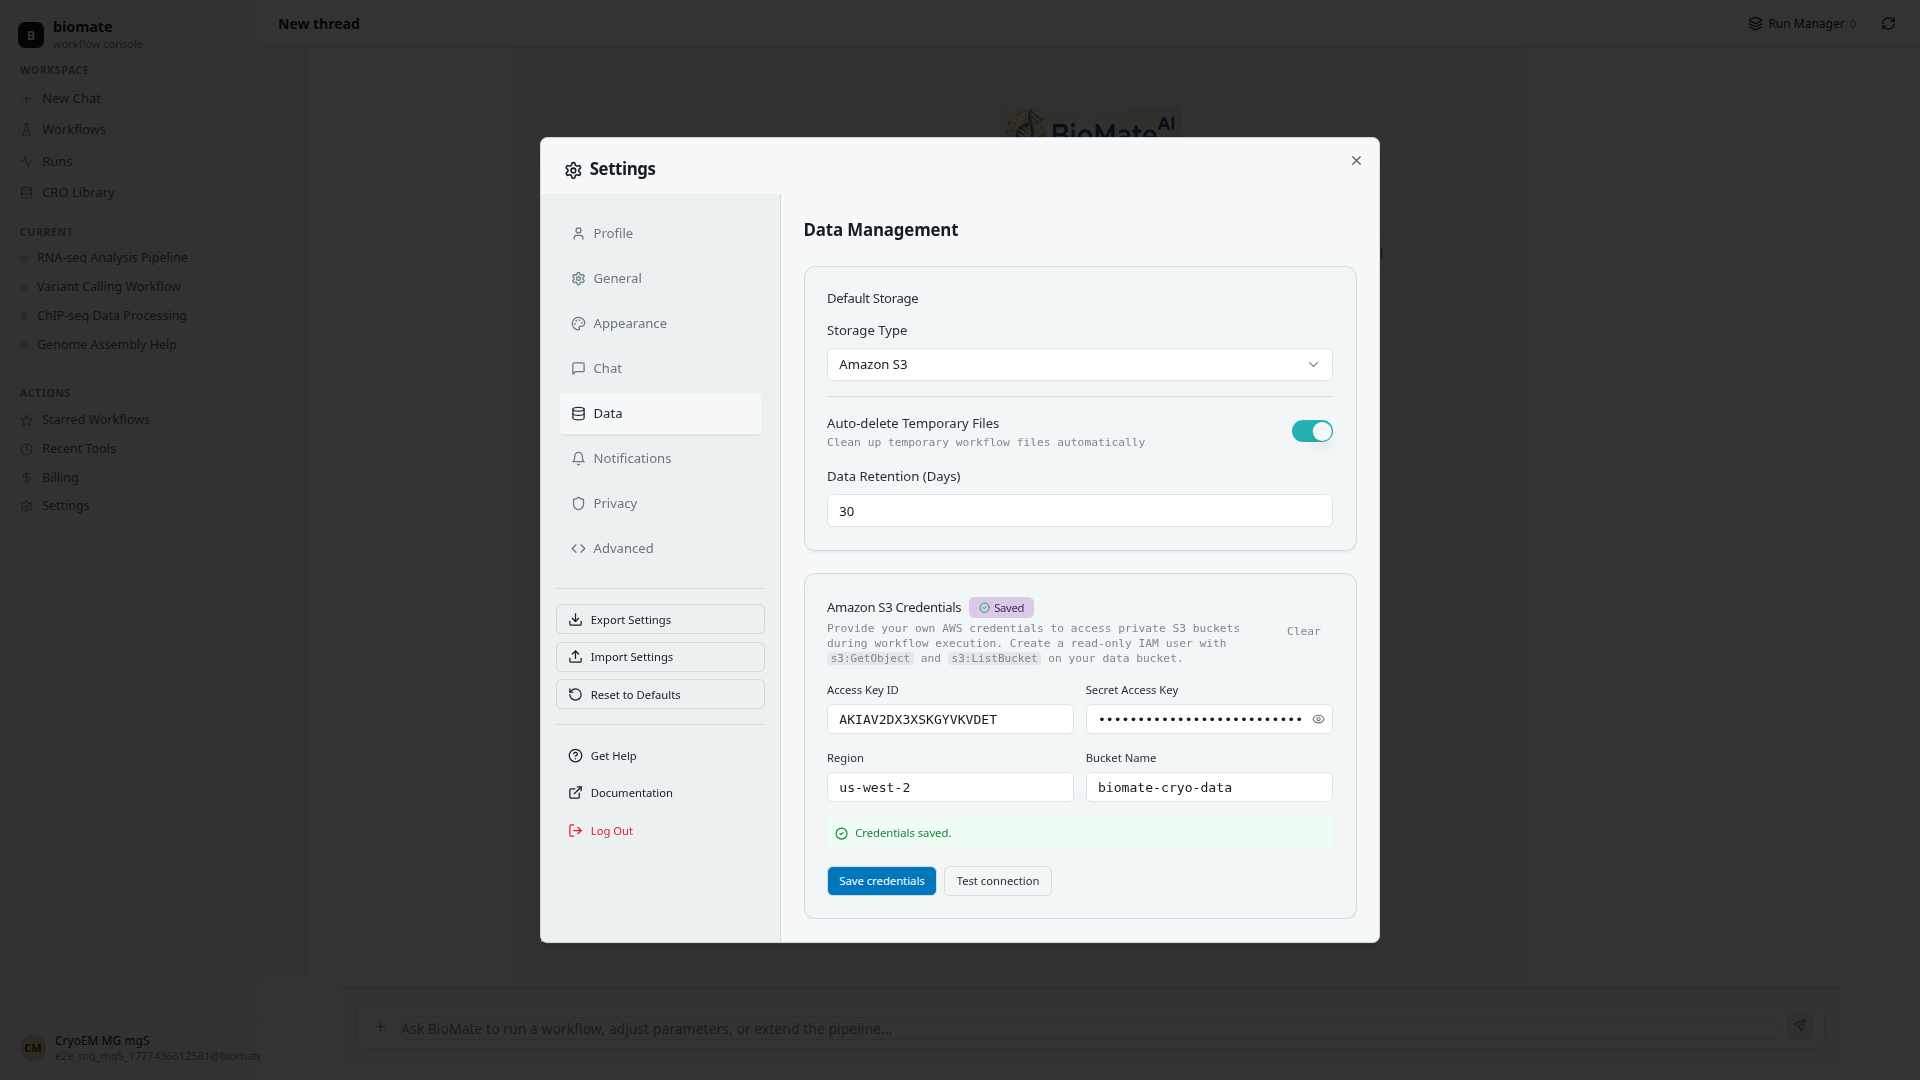 B
biomate
workflow console
New thread
Run Manager 0
WORKSPACE
New Chat
Workflows
Runs
CRO Library
CURRENT
RNA-seq Analysis Pipeline
Variant Calling Workflow
ChIP-seq Data Processing
Genome Assembly Help
ACTIONS
Starred Workflows
Recent Tools
Billing
Settings
CM
CryoEM MG mgS
e2e_mg_mgS_1777436612581@biomate
BioMate AI
Settings
Profile
General
Appearance
Chat
Data
Notifications
Privacy
Advanced
Export Settings
Import Settings
Reset to Defaults
Get Help
Documentation
Log Out
Data Management
Default Storage
Storage Type
Amazon S3
Auto-delete Temporary Files
Clean up temporary workflow files automatically
Data Retention (Days)
30
Amazon S3 Credentials
Saved
Provide your own AWS credentials to access private S3 buckets
during workflow execution. Create a read-only IAM user with
s3:GetObject and s3:ListBucket on your data bucket.
Clear
Access Key ID
Secret Access Key
AKIAV2DX3XSKGYVKVDET
••••••••••••••••••••••••••
Region
Bucket Name
us-west-2
biomate-cryo-data
Credentials saved.
Save credentials
Test connection
Ask BioMate to run a workflow, adjust parameters, or extend the pipeline...